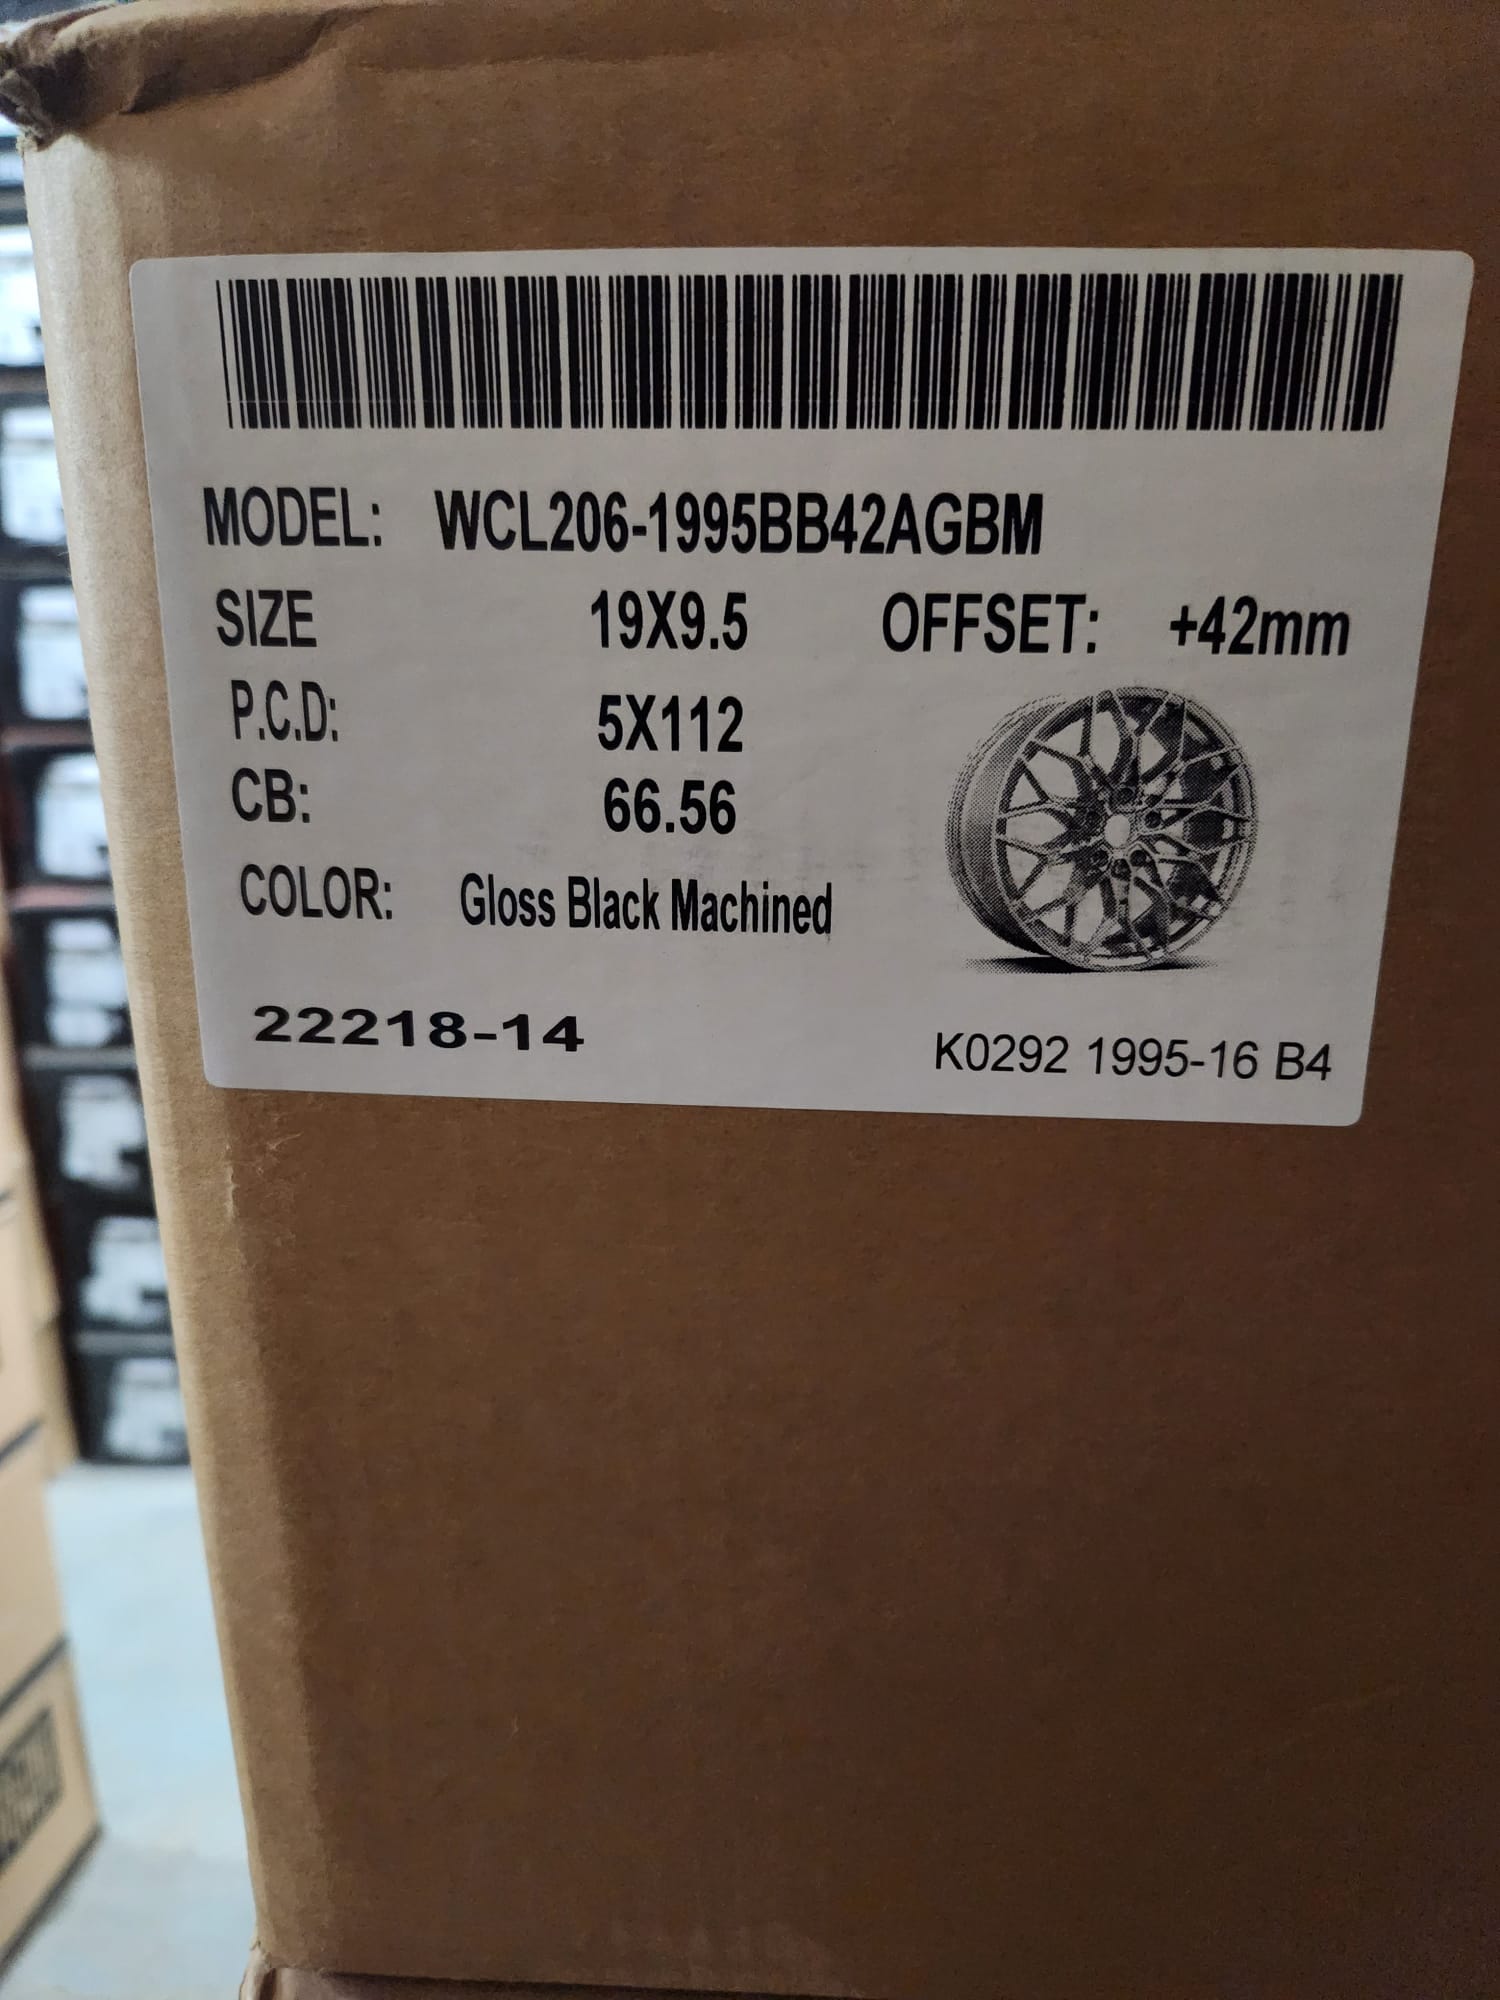 MODEL: WCL206-1995BB42AGBM
SIZE 19X9.5 OFFSET: +42mm
P.C.D: 5X112
CB: 66.56
COLOR: Gloss Black Machined
22218-14 K0292 1995-16 B4